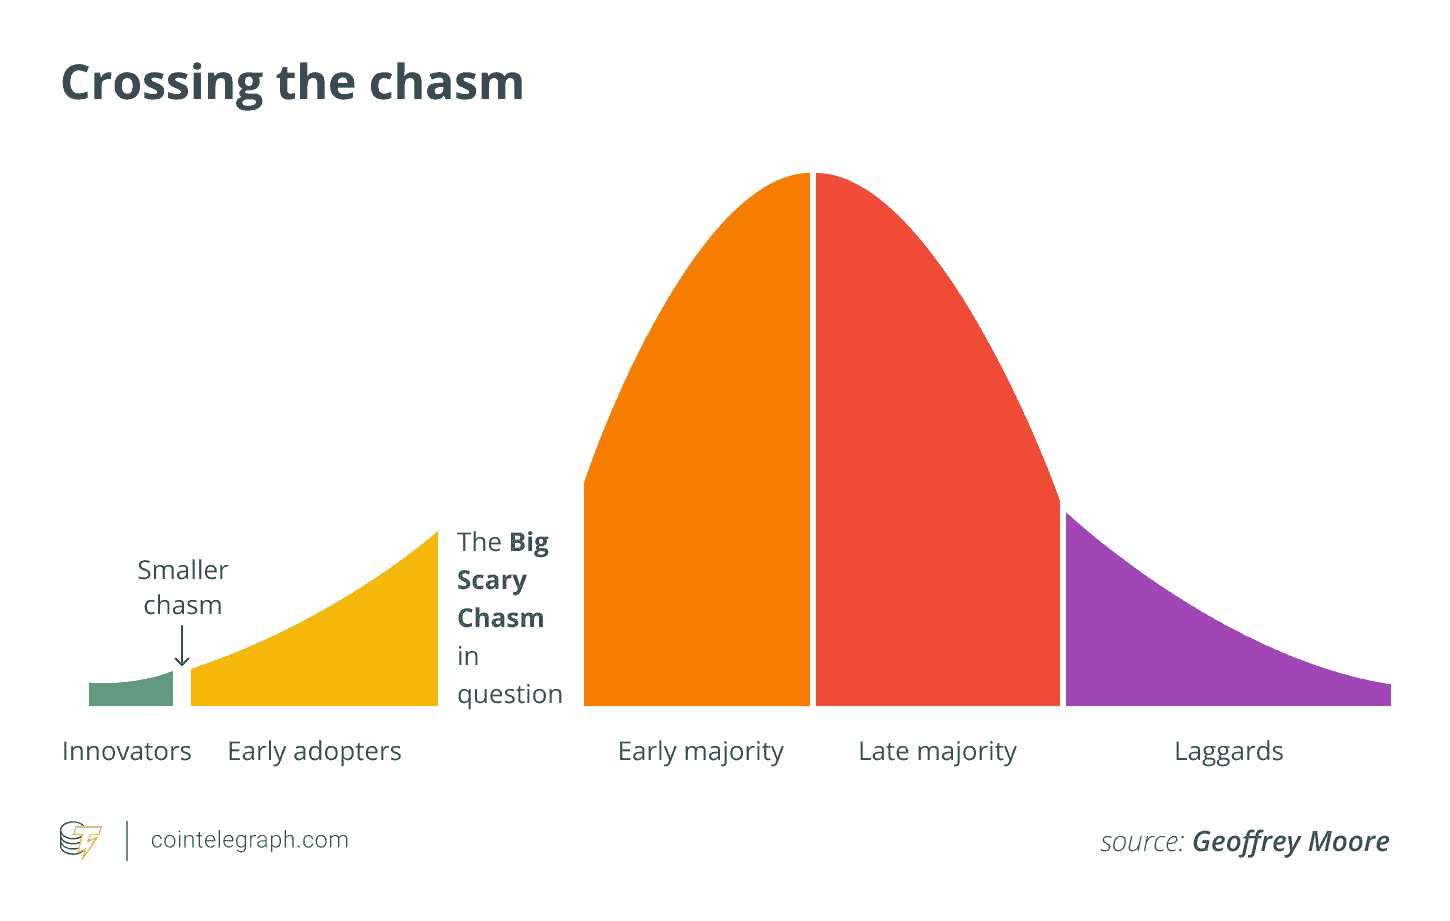 Crossing the chasm
Smaller
chasm
The Big
Scary
Chasm
in
question
Innovators
Early adopters
Early majority
Late majority
Laggards
cointelegraph.com
source: Geoffrey Moore